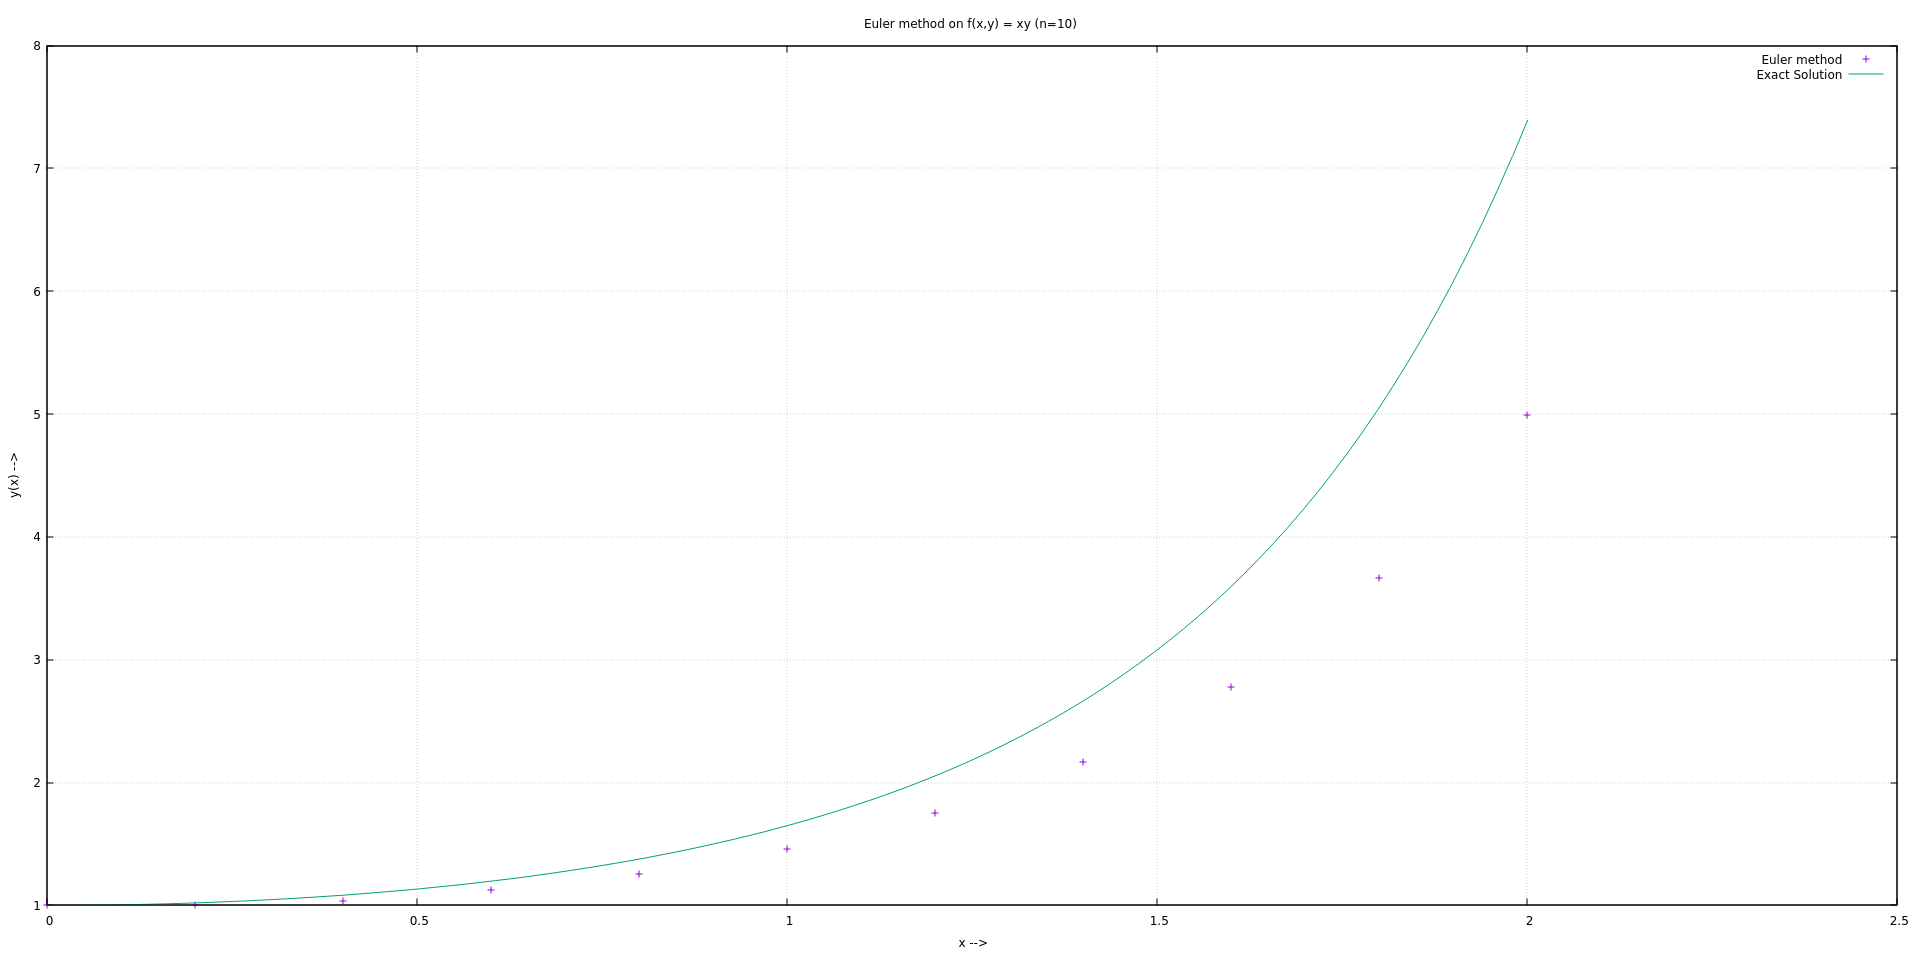 Euler method on f(x,y) = xy (n=10)
Euler method
Exact Solution
8
7
6
5
4
3
2
1
y(x) -->
0 0.5 1 1.5 2 2.5
x -->